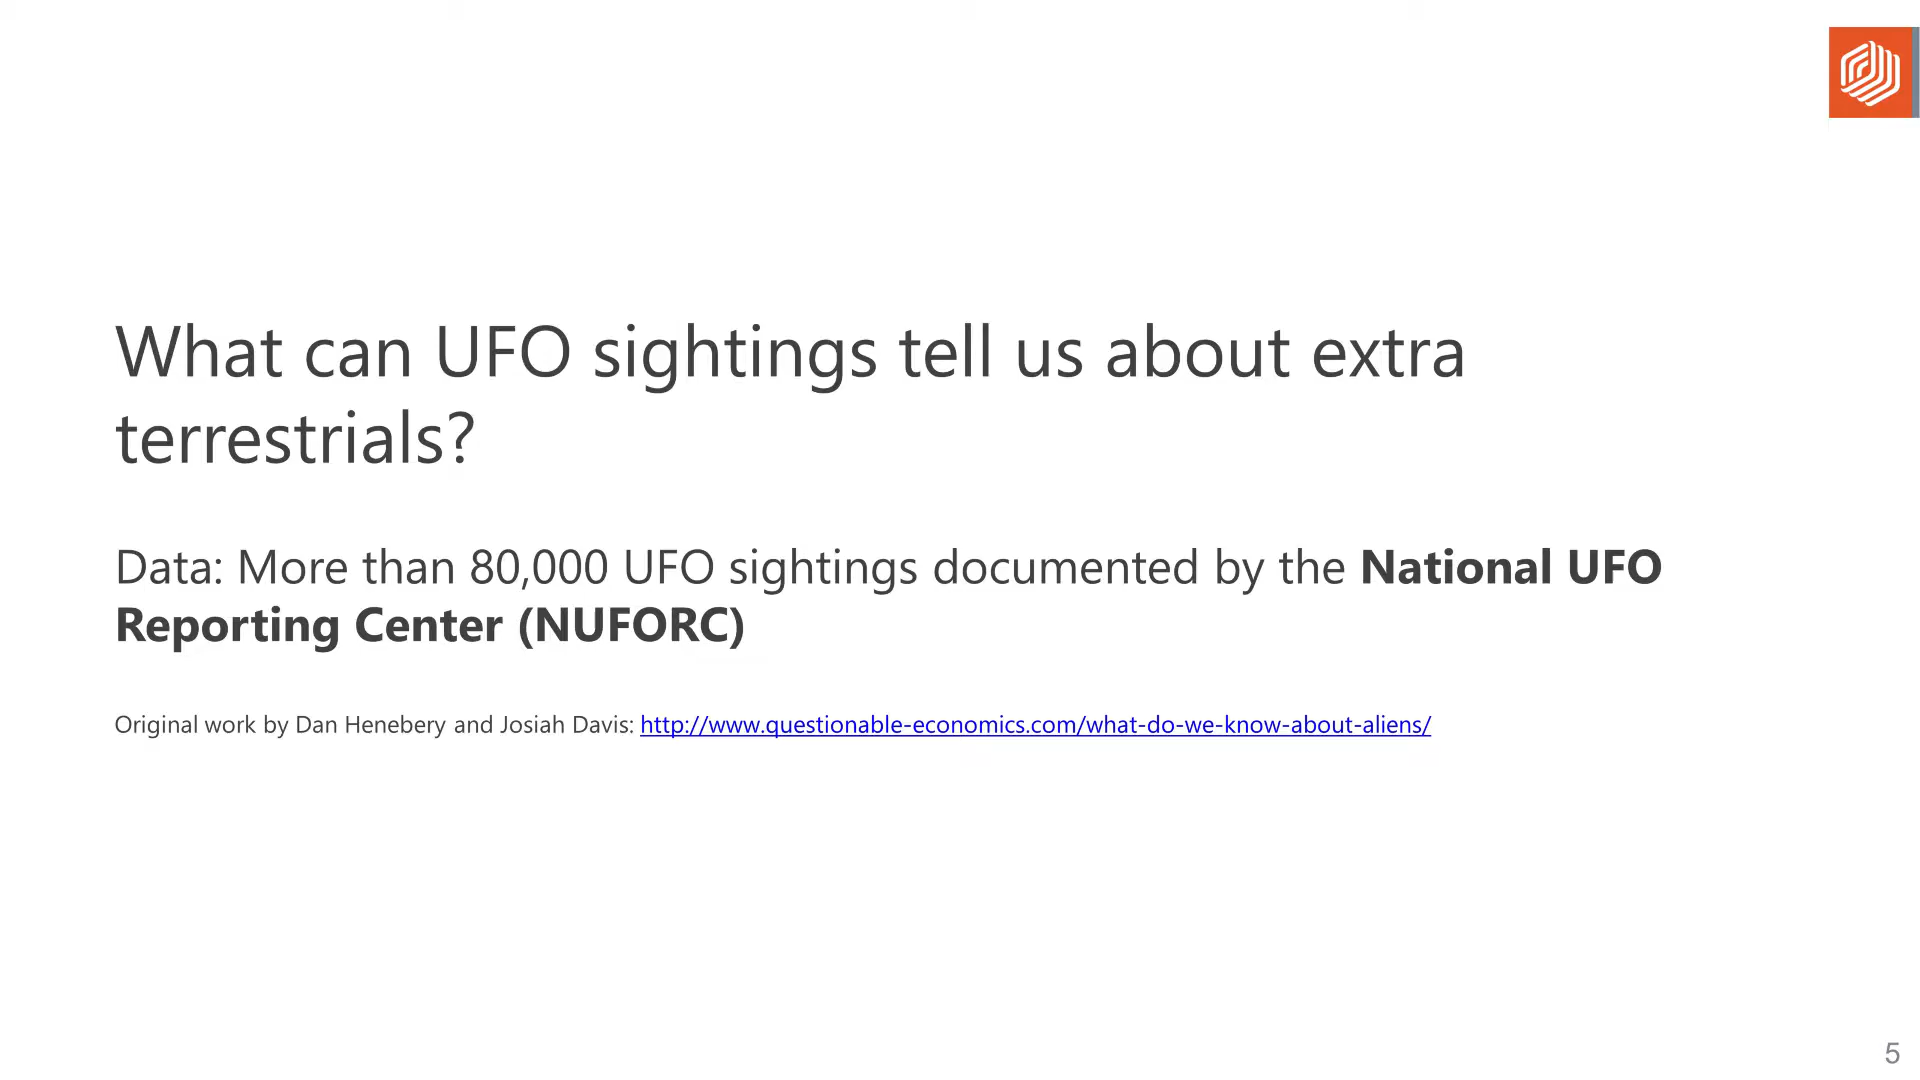 What can UFO sightings tell us about extra
terrestrials?
Data: More than 80,000 UFO sightings documented by the National UFO
Reporting Center (NUFORC)
Original work by Dan Henebery and Josiah Davis: http://www.questionable-economics.com/what-do-we-know-about-aliens/
5